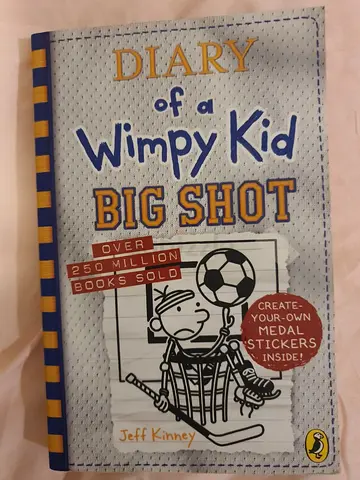 DIARY
of a
Wimpy Kid
BIG SHOT
OVER
250 MILLION
BOOKS SOLD
CREATE-
YOUR-OWN
MEDAL
STICKERS
INSIDE!
Jeff Kinney